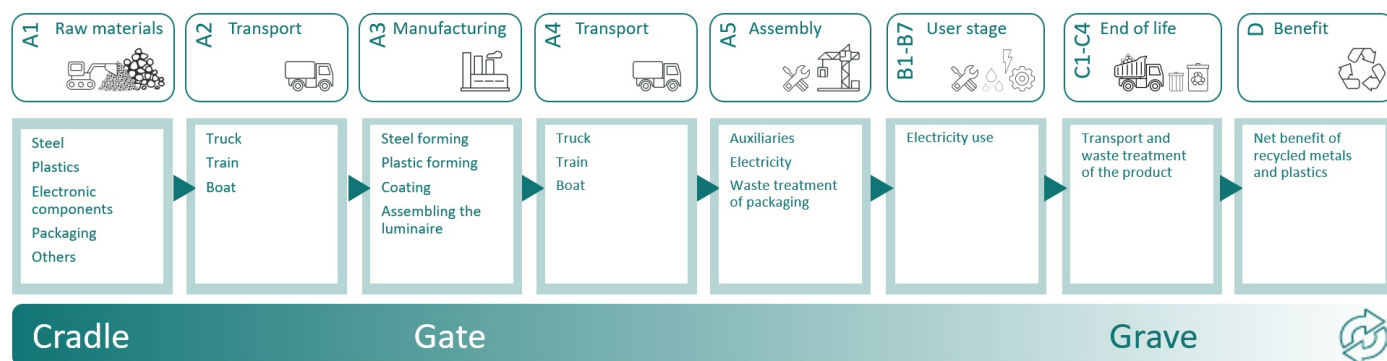 A1 Raw materials
A2 Transport
A3 Manufacturing
A4 Transport
A5 Assembly
B1-B7 User stage
C1-C4 End of life
D Benefit
Steel
Plastics
Electronic
components
Packaging
Others
Truck
Train
Boat
Steel forming
Plastic forming
Coating
Assembling the
luminaire
Truck
Train
Boat
Auxiliaries
Electricity
Waste treatment
of packaging
Electricity use
Transport and
waste treatment
of the product
Net benefit of
recycled metals
and plastics
Cradle
Gate
Grave